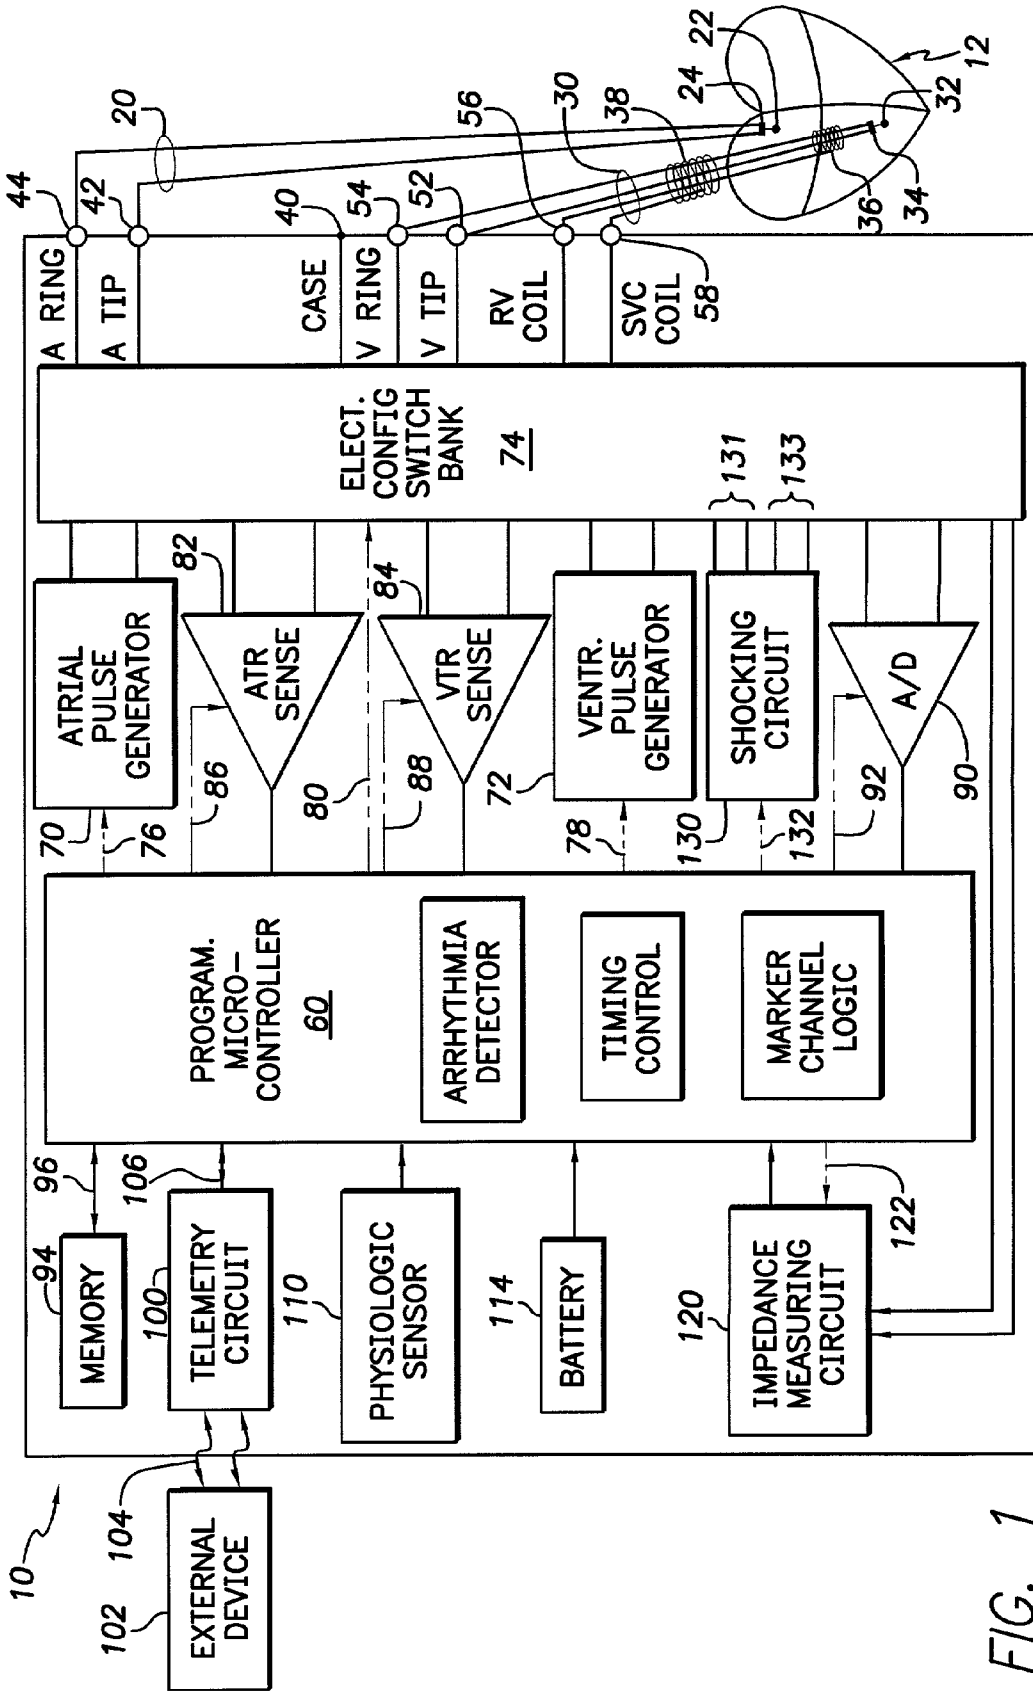 10
102
EXTERNAL
DEVICE
104
94
MEMORY
96
100
TELEMETRY
CIRCUIT
106
110
PHYSIOLOGIC
SENSOR
114
BATTERY
120
IMPEDANCE
MEASURING
CIRCUIT
122
PROGRAM.
MICRO-
CONTROLLER
60
ARRHYTHMIA
DETECTOR
TIMING
CONTROL
MARKER
CHANNEL
LOGIC
70
76
ATRIAL
PULSE
GENERATOR
86
ATR
SENSE
82
80
88
VTR
SENSE
84
72
78
VENTR.
PULSE
GENERATOR
130
132
SHOCKING
CIRCUIT
131
133
92
A/D
90
ELECT.
CONFIG
SWITCH
BANK
74
A RING
A TIP
CASE
V RING
V TIP
RV
COIL
SVC
COIL
44
42
40
54
52
56
58
20
30
38
24
22
12
32
34
36
FIG. 1